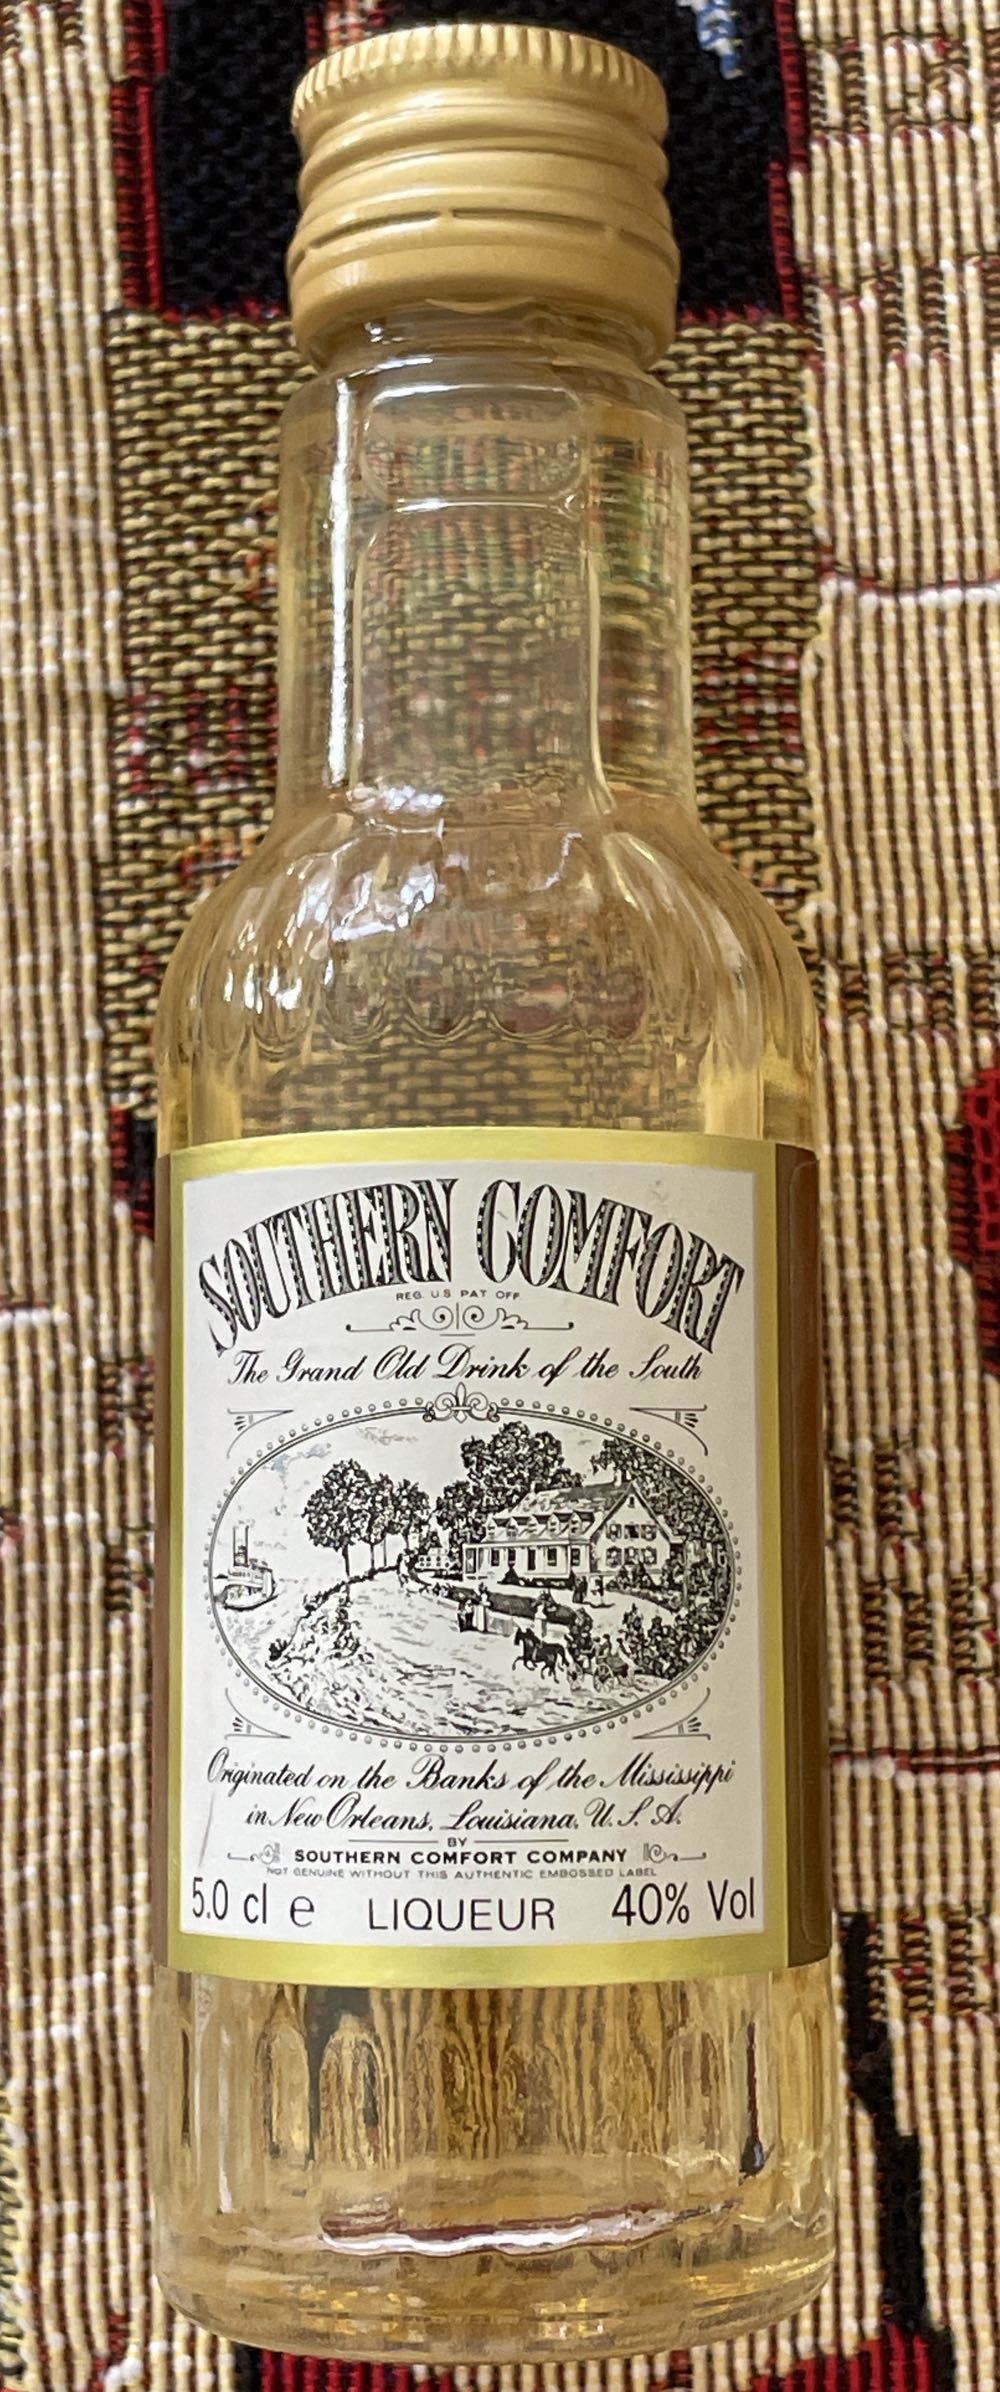 SOUTHERN COMFORT
REG. U.S. PAT. OFF.
The Grand Old Drink of the South
Originated on the Banks of the Mississippi
in New Orleans, Louisiana, U.S.A.
BY
SOUTHERN COMFORT COMPANY
NOT GENUINE WITHOUT THIS AUTHENTIC EMBOSSED LABEL
5.0 cl e LIQUEUR 40% Vol